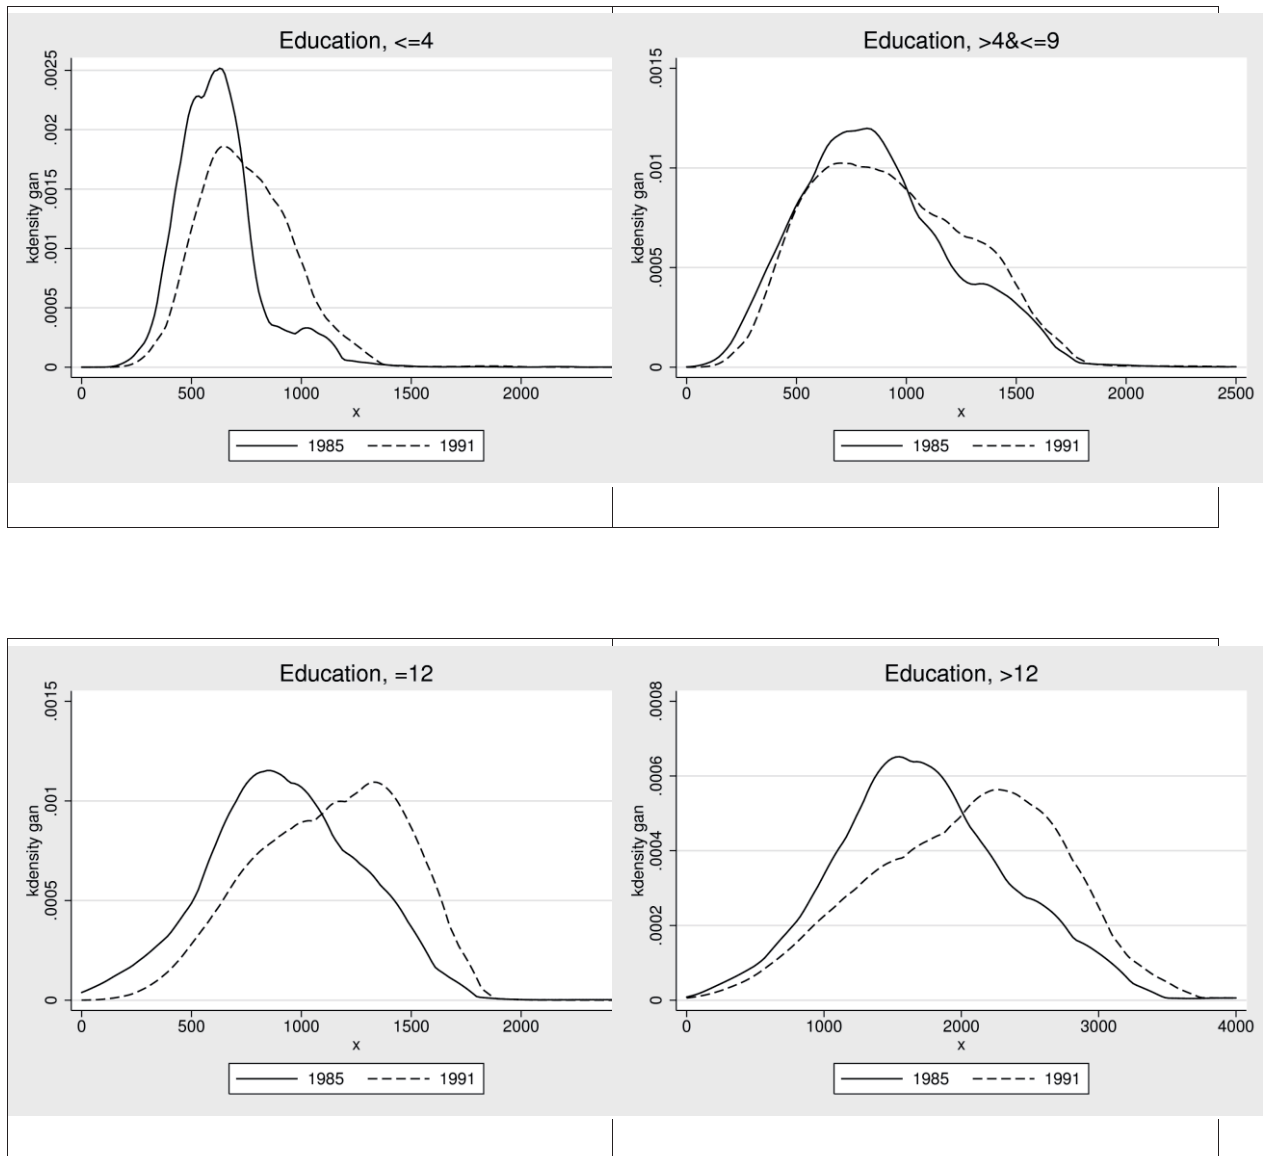 Education, <=4
kdensity gan
0 .0005 .001 .0015 .002 .0025
0 500 1000 1500 2000
x
1985 1991
Education, >4&<=9
kdensity gan
0 .0005 .001 .0015
0 500 1000 1500 2000 2500
x
1985 1991
Education, =12
kdensity gan
0 .0005 .001 .0015
0 500 1000 1500 2000
x
1985 1991
Education, >12
kdensity gan
0 .0002 .0004 .0006 .0008
0 1000 2000 3000 4000
x
1985 1991